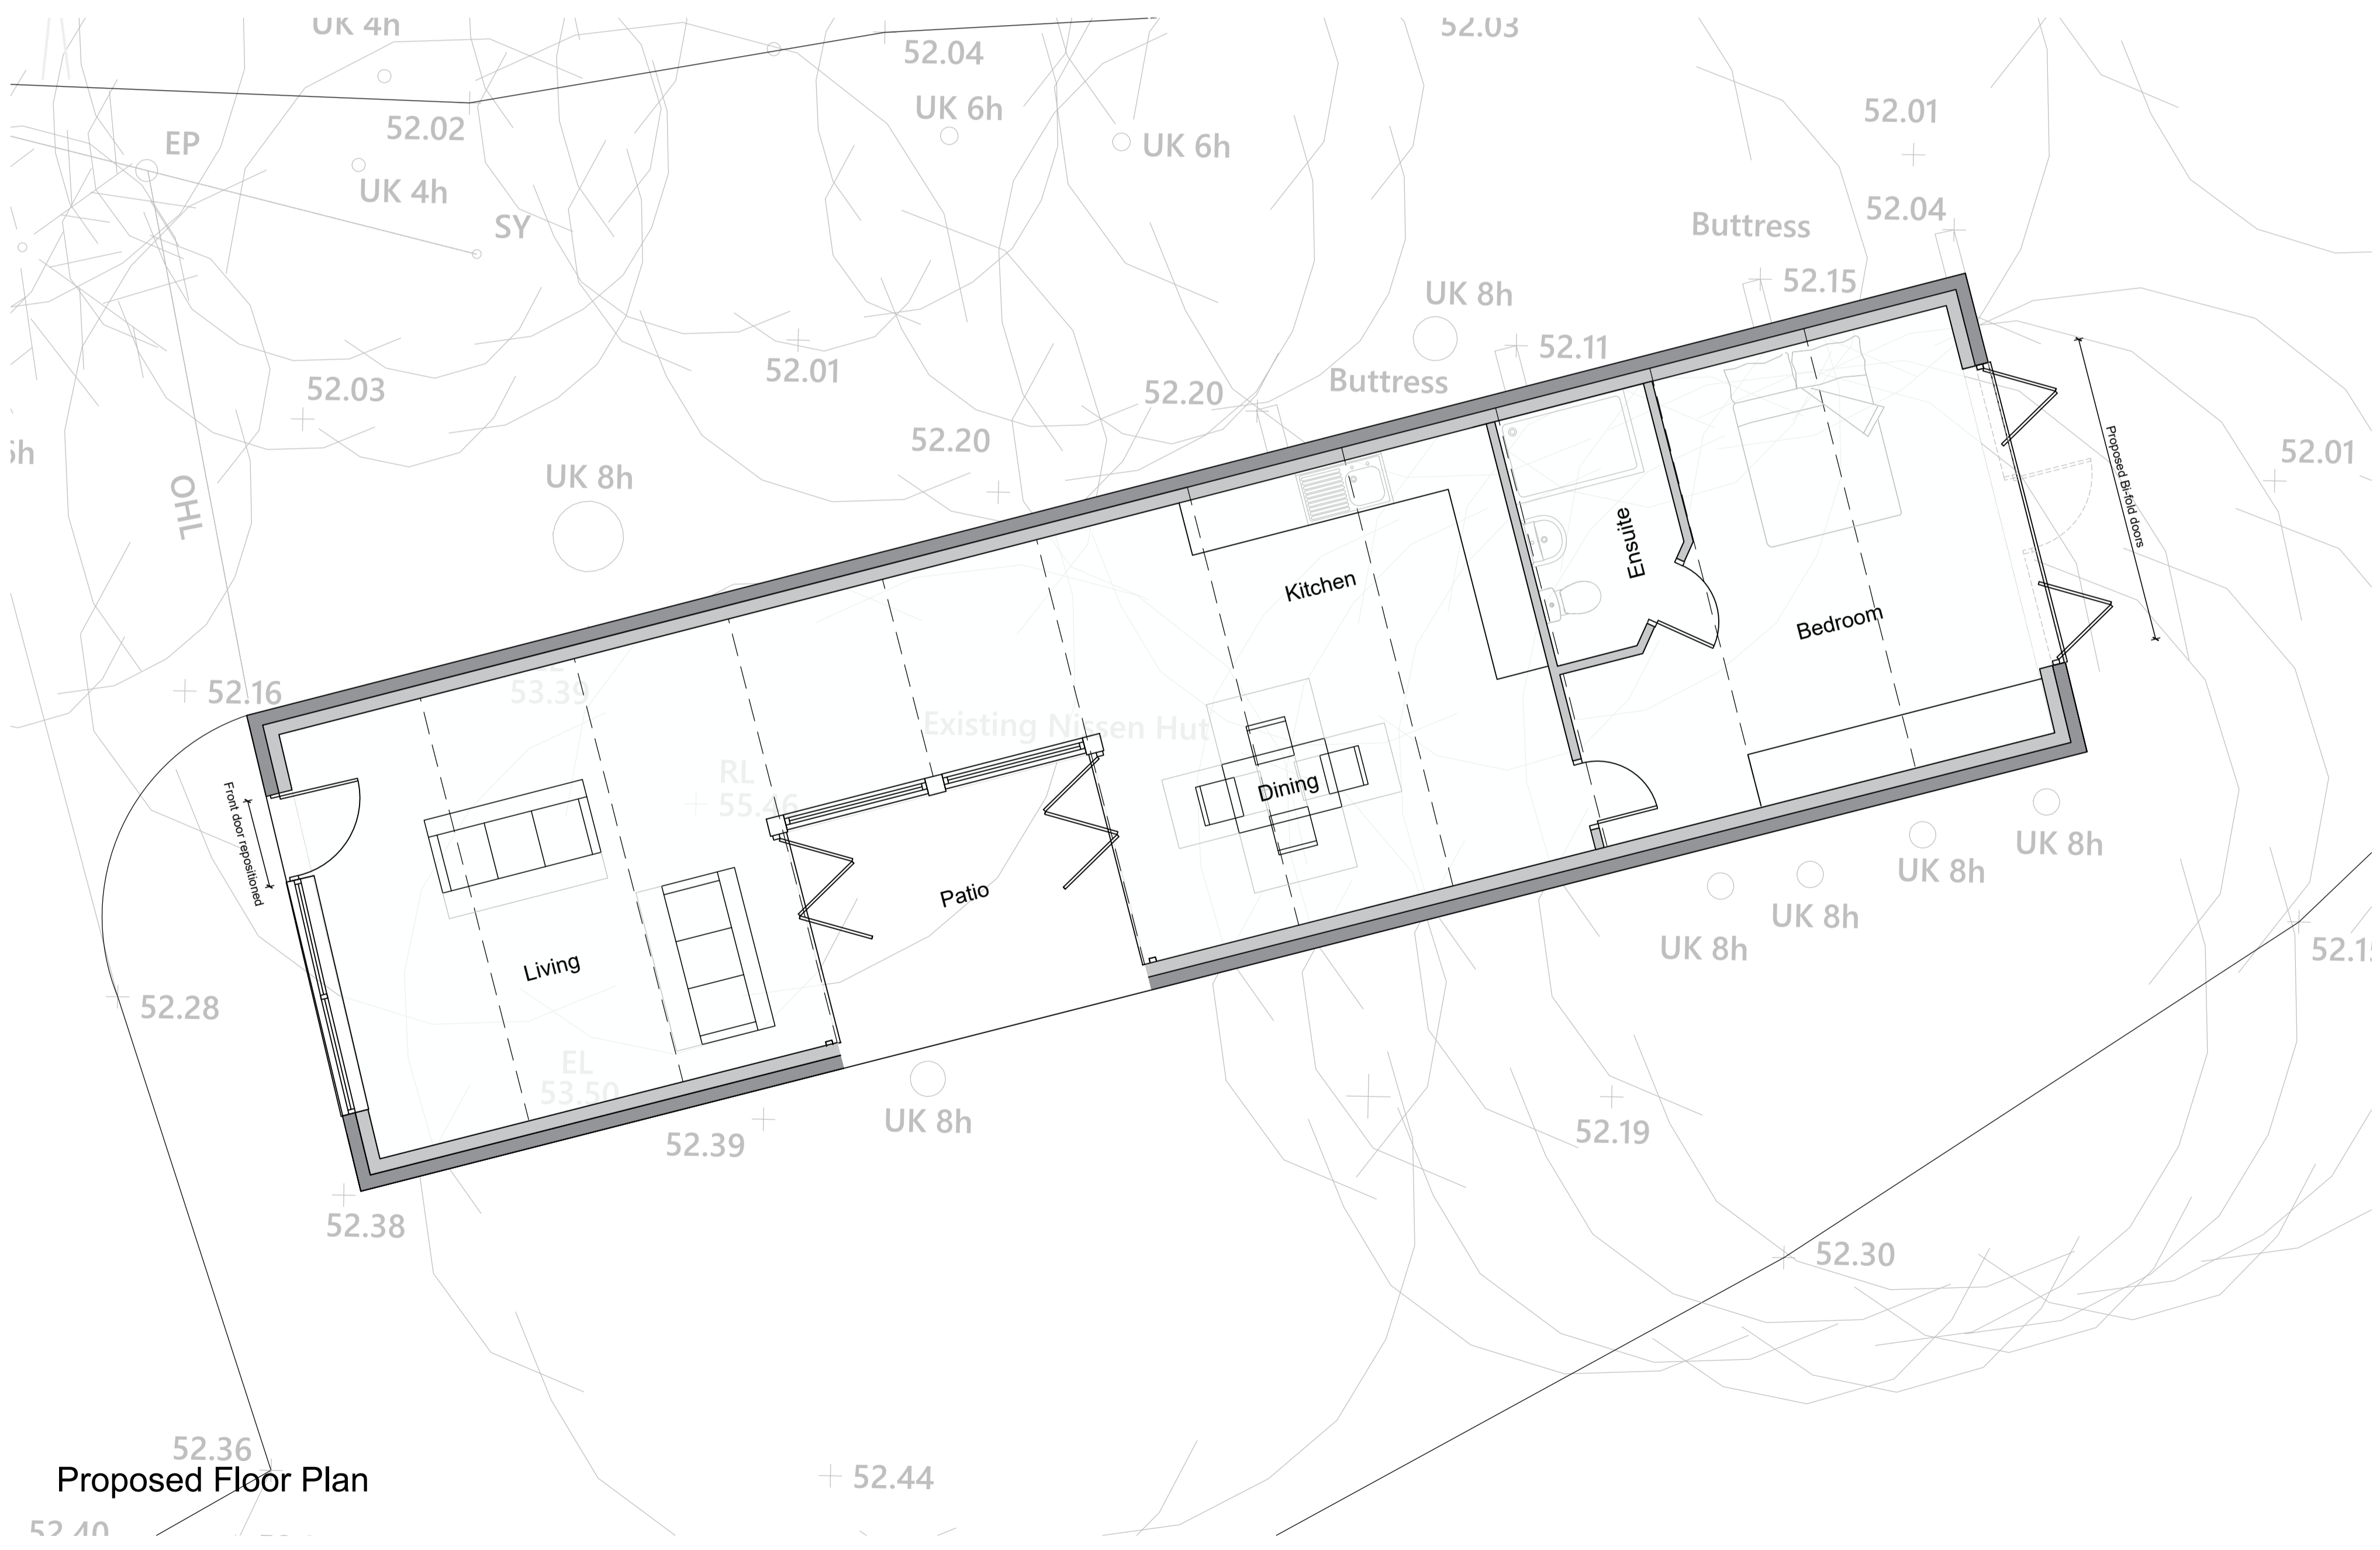 UK 4h
52.03
52.04
52.02
UK 6h
UK 6h
52.01
EP
UK 4h
SY
52.04
Buttress
52.15
UK 8h
52.11
Buttress
52.01
52.20
52.03
52.20
52.01
UK 8h
OHL
Proposed Bi-fold doors
Ensuite
Kitchen
Bedroom
52.16
53.39
Existing Nissen Hut
RL
55.46
Dining
Front door repositioned
Patio
Living
UK 8h
UK 8h
UK 8h
UK 8h
52.28
EL
53.50
52.39
UK 8h
52.19
52.38
52.30
52.36
Proposed Floor Plan
52.44
52.40